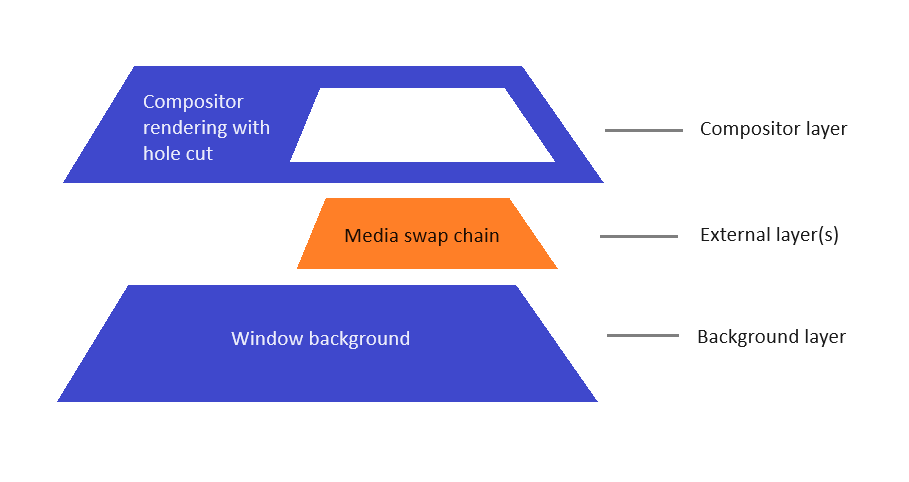 Compositor
rendering with
hole cut
Compositor layer
Media swap chain
External layer(s)
Window background
Background layer